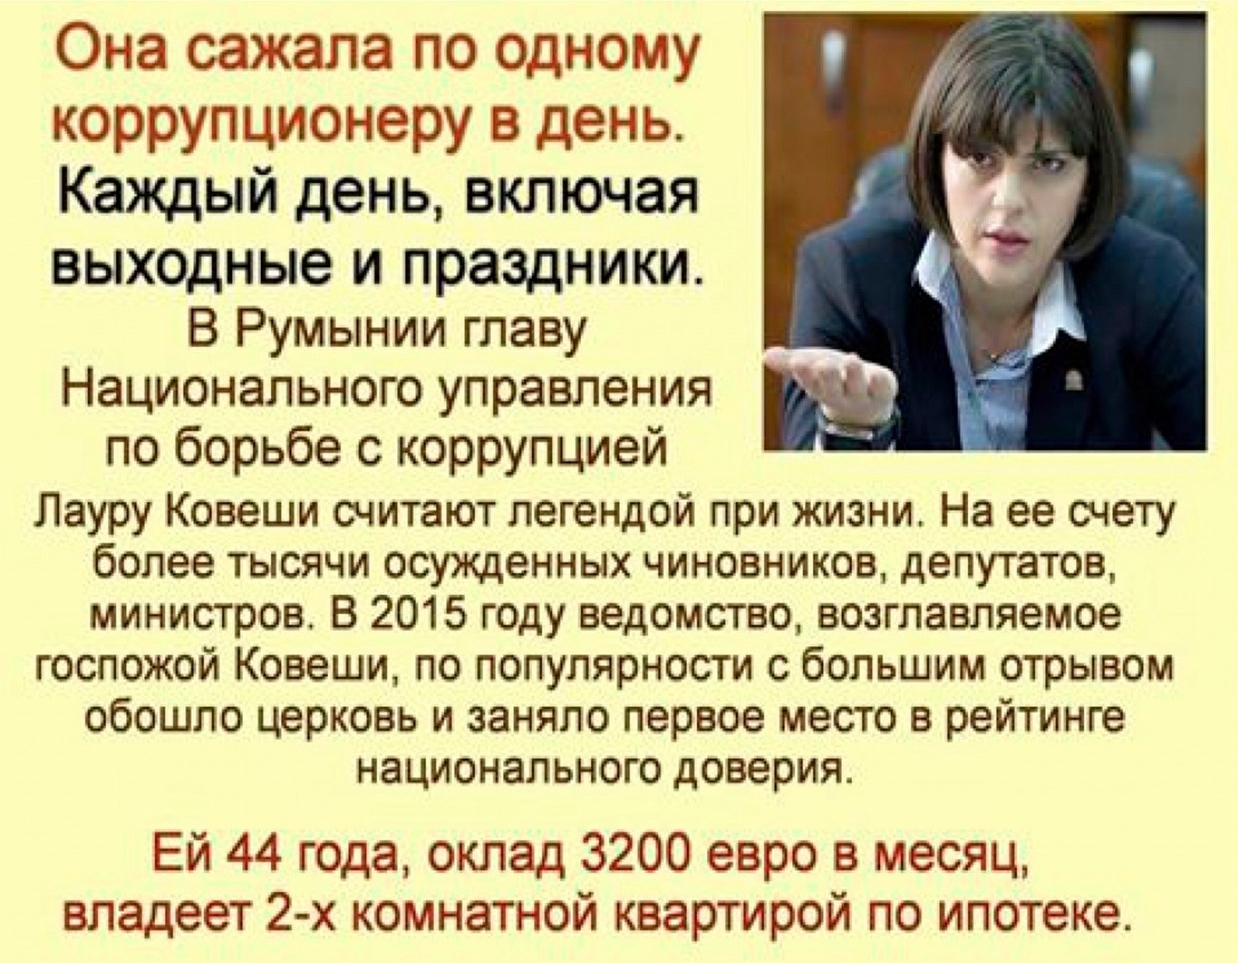 Она сажала по одному
коррупционеру в день.
Каждый день, включая
выходные и праздники.
В Румынии главу
Национального управления
по борьбе с коррупцией
Лауру Ковеши считают легендой при жизни. На ее счету
более тысячи осужденных чиновников, депутатов,
министров. В 2015 году ведомство, возглавляемое
госпожой Ковеши, по популярности с большим отрывом
обошло церковь и заняло первое место в рейтинге
национального доверия.
Ей 44 года, оклад 3200 евро в месяц,
владеет 2-х комнатной квартирой по ипотеке.